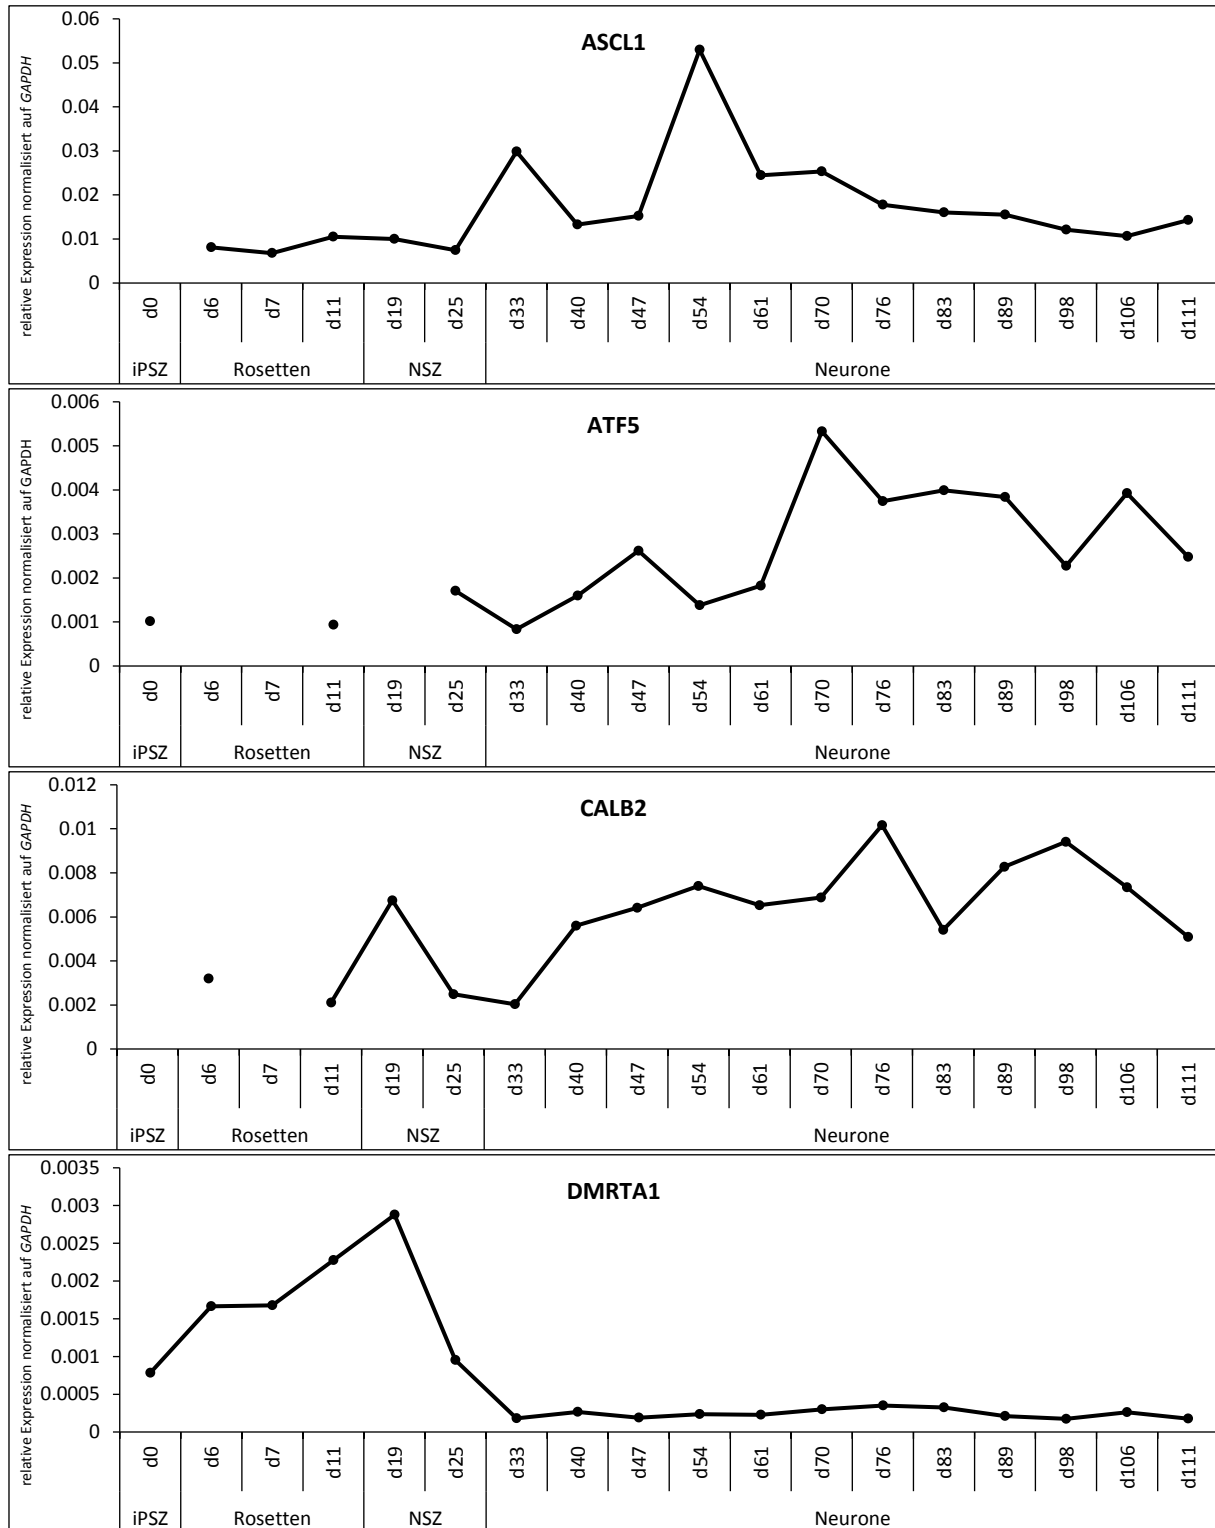 ASCL1
relative Expression normalisiert auf GAPDH
0.06
0.05
0.04
0.03
0.02
0.01
0
d0 d6 d7 d11 d19 d25 d33 d40 d47 d54 d61 d70 d76 d83 d89 d98 d106 d111
iPSZ Rosetten NSZ Neurone
ATF5
relative Expression normalisiert auf GAPDH
0.006
0.005
0.004
0.003
0.002
0.001
0
d0 d6 d7 d11 d19 d25 d33 d40 d47 d54 d61 d70 d76 d83 d89 d98 d106 d111
iPSZ Rosetten NSZ Neurone
CALB2
relative Expression normalisiert auf GAPDH
0.012
0.01
0.008
0.006
0.004
0.002
0
d0 d6 d7 d11 d19 d25 d33 d40 d47 d54 d61 d70 d76 d83 d89 d98 d106 d111
iPSZ Rosetten NSZ Neurone
DMRTA1
relative Expression normalisiert auf GAPDH
0.0035
0.003
0.0025
0.002
0.0015
0.001
0.0005
0
d0 d6 d7 d11 d19 d25 d33 d40 d47 d54 d61 d70 d76 d83 d89 d98 d106 d111
iPSZ Rosetten NSZ Neurone